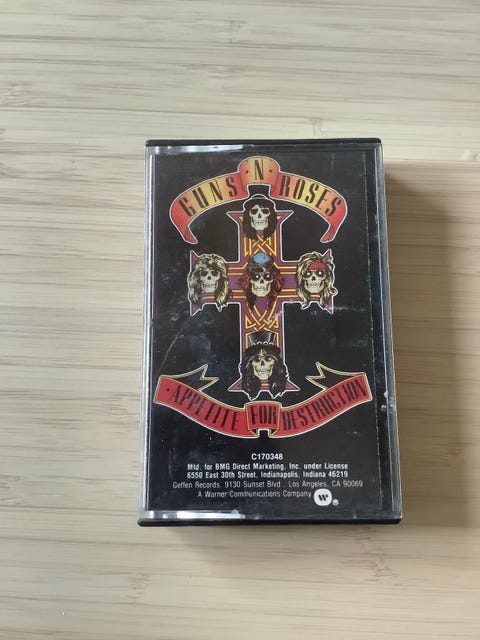 GUNS N' ROSES
APPETITE FOR DESTRUCTION
C170348
Mfd. for BMG Direct Marketing, Inc. under License
6550 East 30th Street, Indianapolis, Indiana 46219
Geffen Records, 9130 Sunset Blvd., Los Angeles, CA 90069
A Warner Communications Company W ®